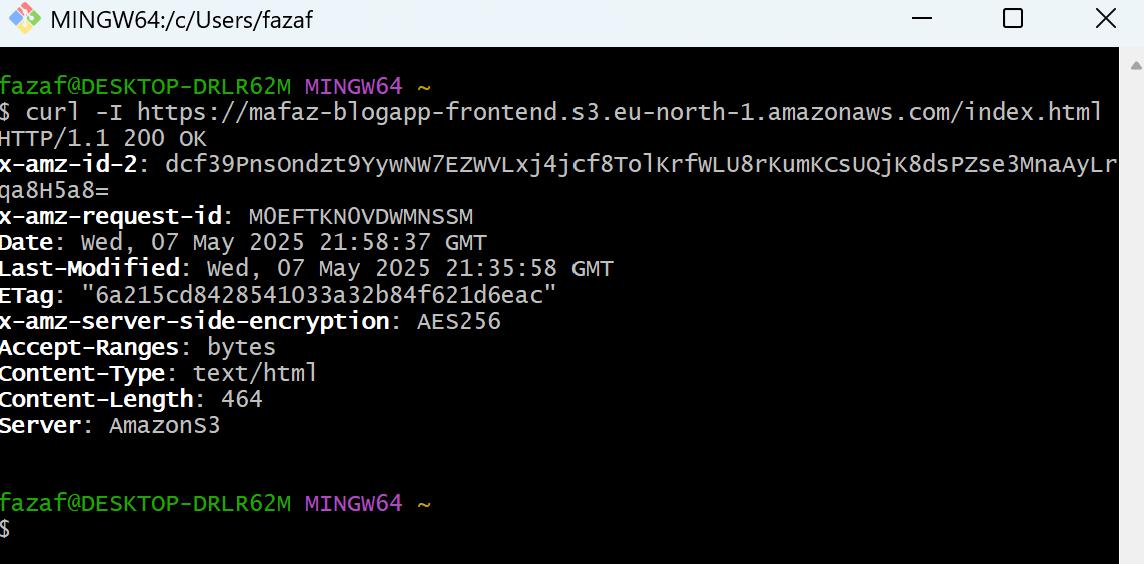 MINGW64:/c/Users/fazaf
fazaf@DESKTOP-DRLR62M MINGW64 ~
$ curl -I https://mafaz-blogapp-frontend.s3.eu-north-1.amazonaws.com/index.html
HTTP/1.1 200 OK
x-amz-id-2: dcf39PnsOndzt9YywNW7EZWVLxj4jcf8TolKrfWLU8rKumKCsUQjK8dsPZse3MnaAyLr
qa8H5a8=
x-amz-request-id: M0EFTKN0VDWMNSSM
Date: Wed, 07 May 2025 21:58:37 GMT
Last-Modified: Wed, 07 May 2025 21:35:58 GMT
ETag: "6a215cd8428541033a32b84f621d6eac"
x-amz-server-side-encryption: AES256
Accept-Ranges: bytes
Content-Type: text/html
Content-Length: 464
Server: AmazonS3
fazaf@DESKTOP-DRLR62M MINGW64 ~
$